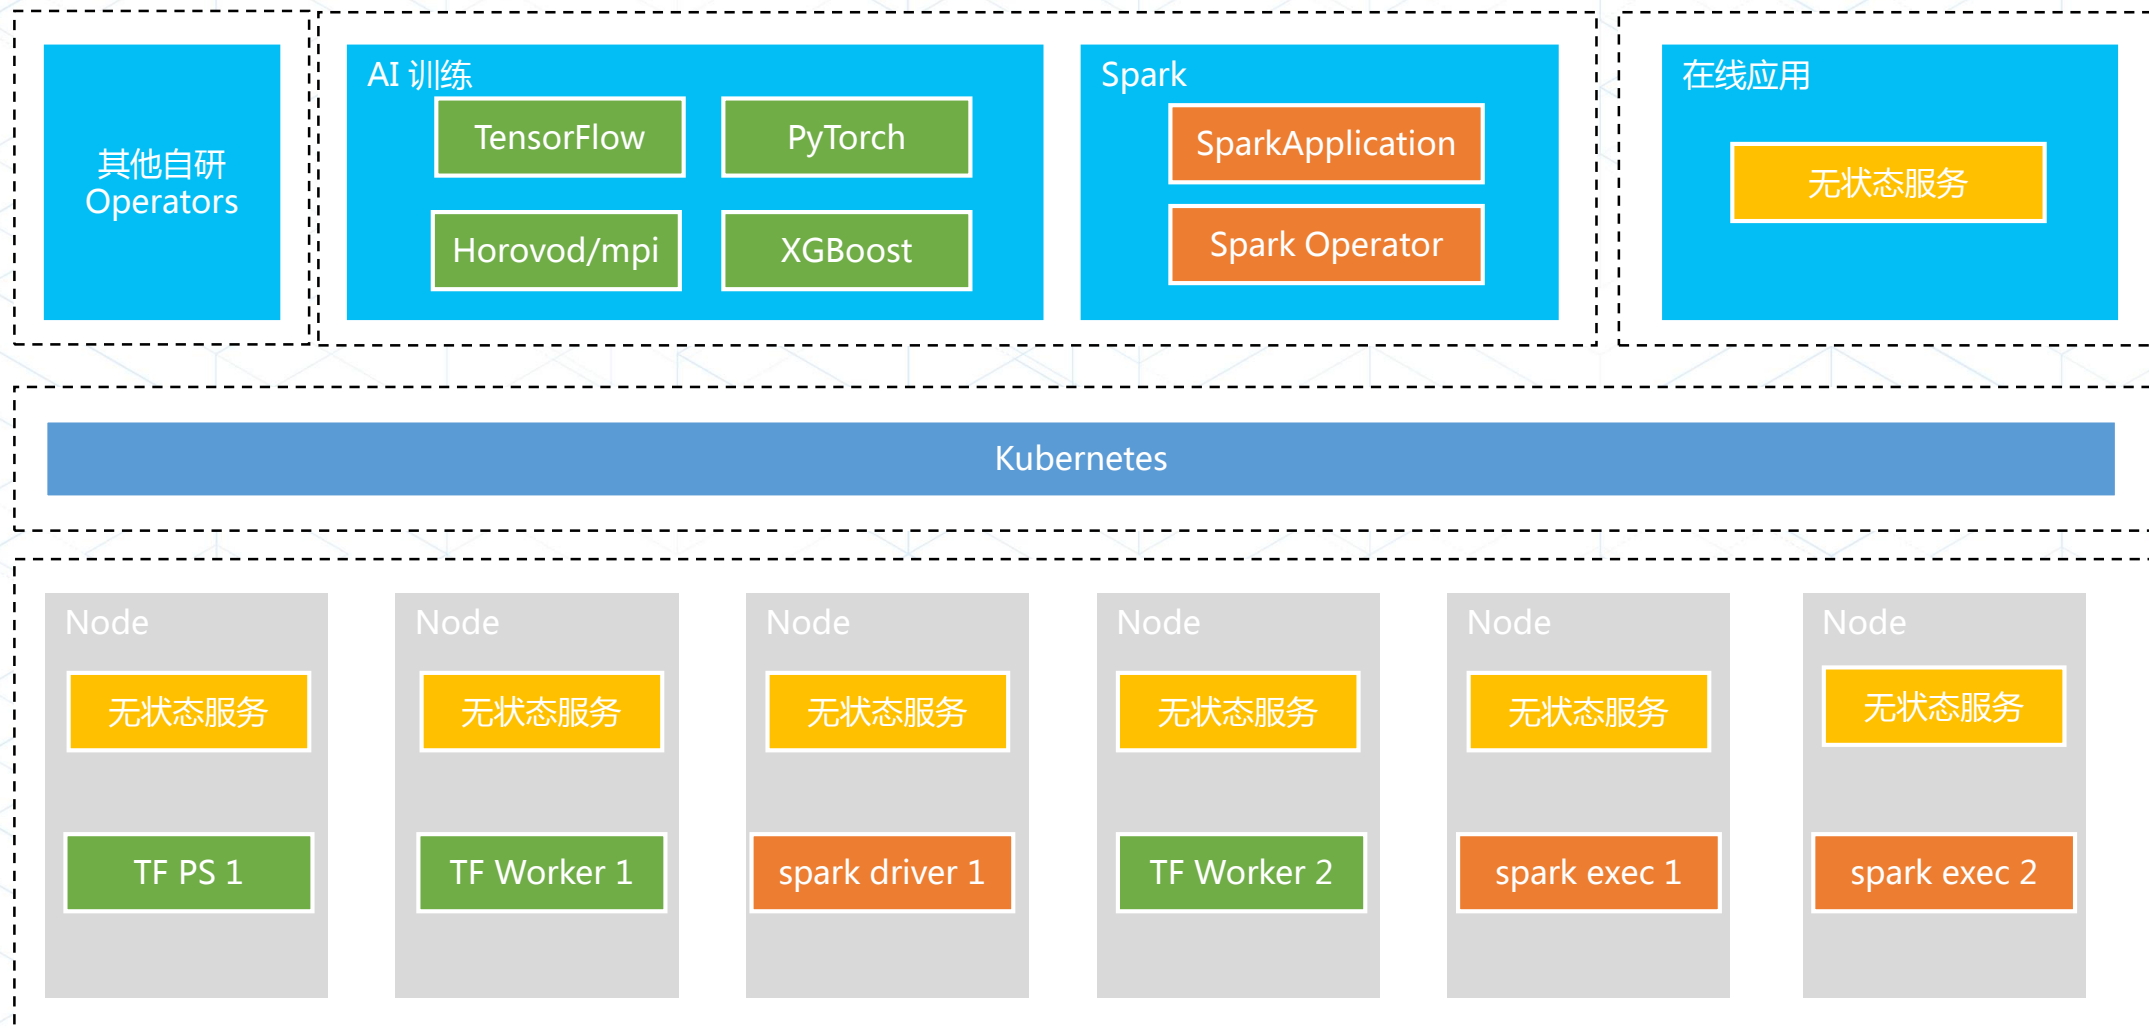 其他自研
Operators
AI 训练
TensorFlow
PyTorch
Horovod/mpi
XGBoost
Spark
SparkApplication
Spark Operator
在线应用
无状态服务
Kubernetes
Node
无状态服务
TF PS 1
Node
无状态服务
TF Worker 1
Node
无状态服务
spark driver 1
Node
无状态服务
TF Worker 2
Node
无状态服务
spark exec 1
Node
无状态服务
spark exec 2